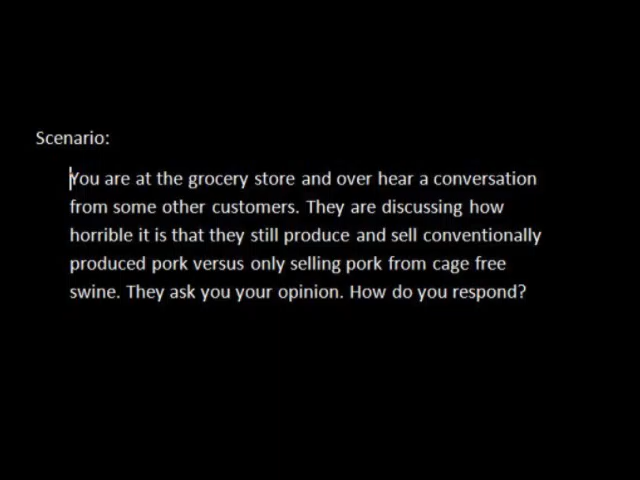 Scenario:
You are at the grocery store and over hear a conversation
from some other customers. They are discussing how
horrible it is that they still produce and sell conventionally
produced pork versus only selling pork from cage free
swine. They ask you your opinion. How do you respond?